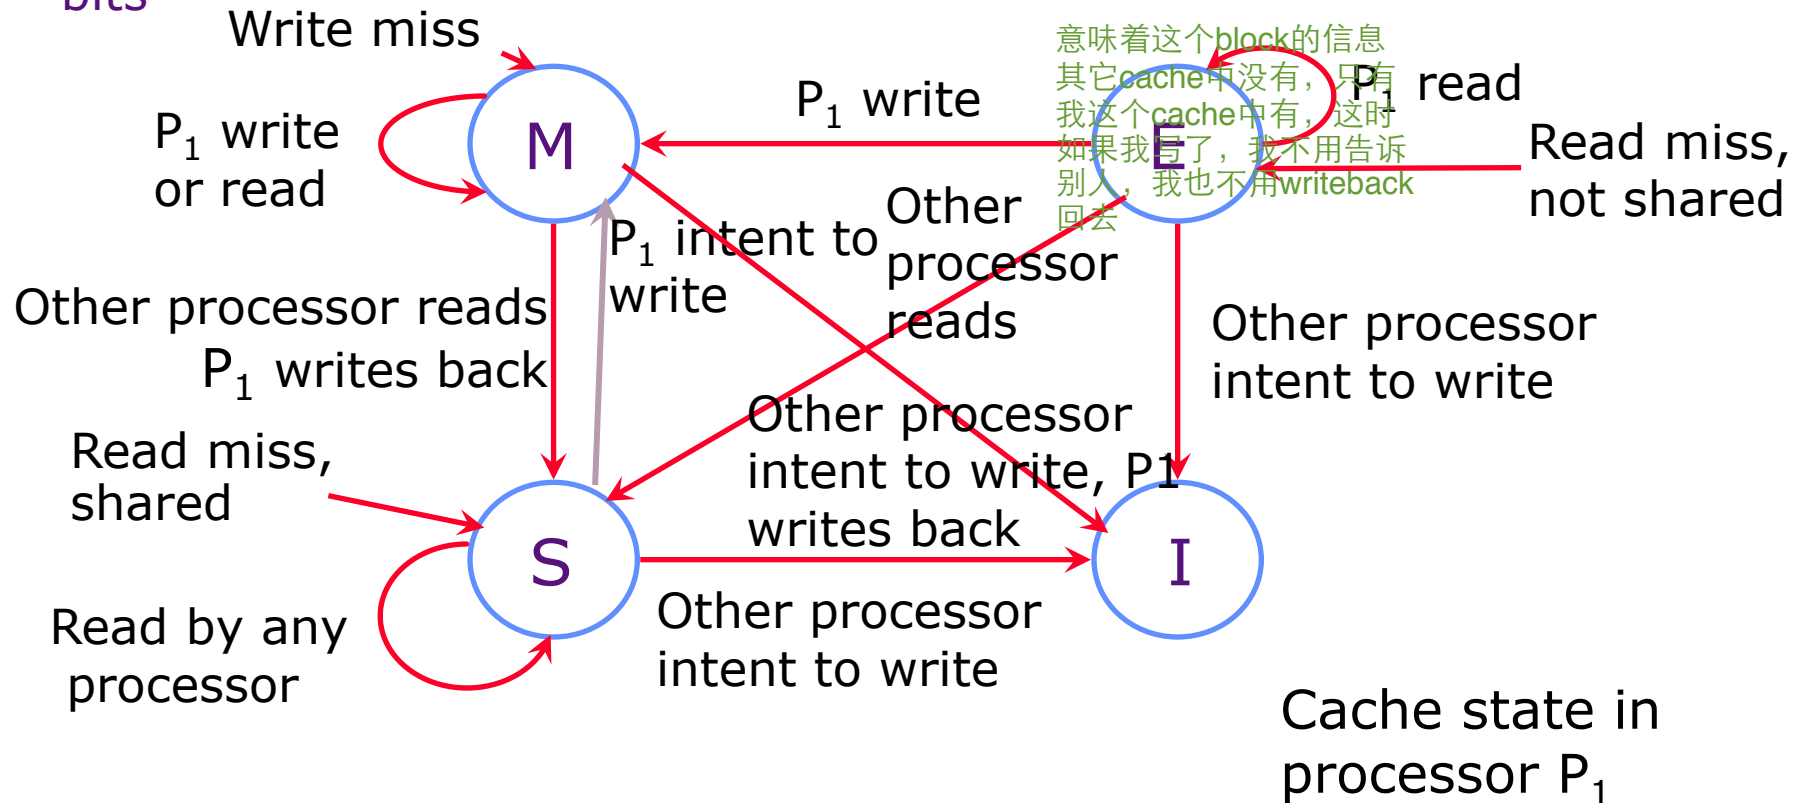 bits
Write miss
P₁ write
or read
M
P₁ write
意味着这个block的信息
其它cache中没有，只有
我这个cache中有，这时
如果我写了，我不用告诉
别人，我也不用writeback
回去
E
P₁ read
Read miss,
not shared
P₁ intent to
write
Other
processor
reads
Other processor reads
P₁ writes back
Other processor
intent to write
Read miss,
shared
Other processor
intent to write, P1
writes back
S
I
Read by any
processor
Other processor
intent to write
Cache state in
processor P₁